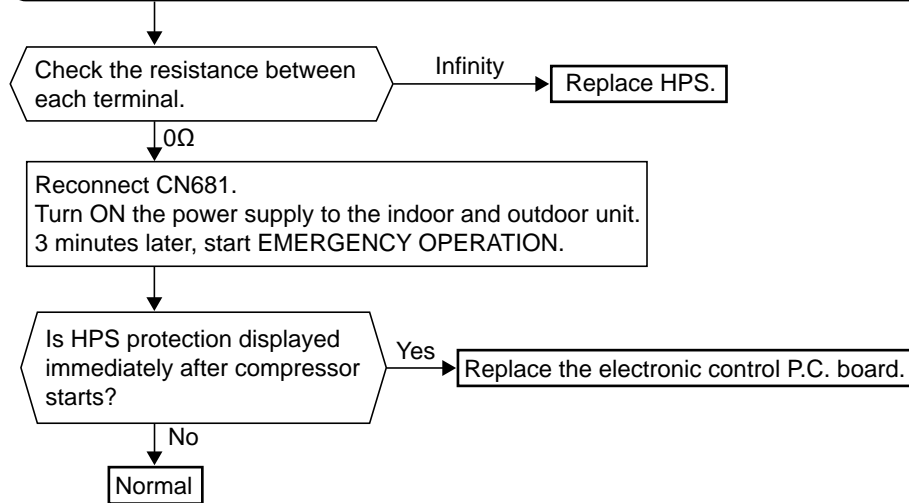 Check the resistance between
each terminal.
Infinity
Replace HPS.
0Ω
Reconnect CN681.
Turn ON the power supply to the indoor and outdoor unit.
3 minutes later, start EMERGENCY OPERATION.
Is HPS protection displayed
immediately after compressor
starts?
Yes
Replace the electronic control P.C. board.
No
Normal